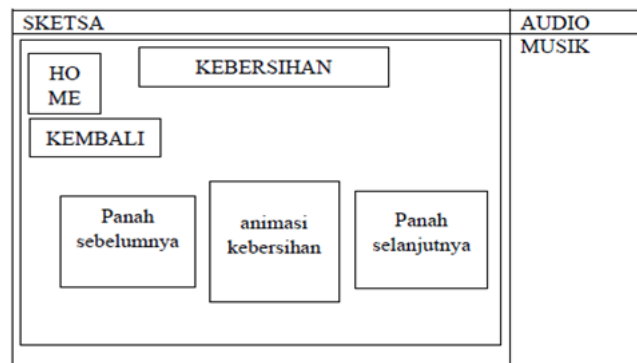 SKETSA
AUDIO
MUSIK
HO
ME
KEBERSIHAN
KEMBALI
Panah
sebelumnya
animasi
kebersihan
Panah
selanjutnya